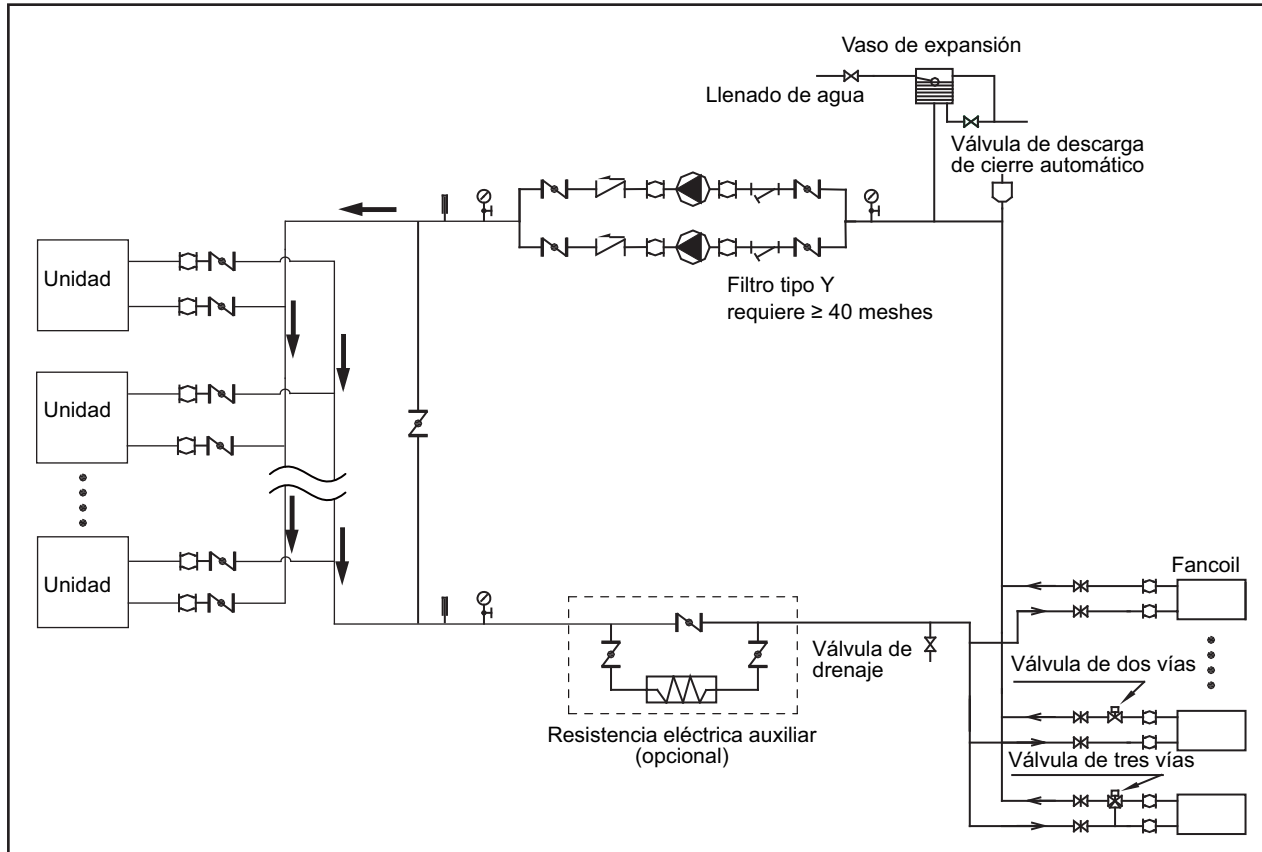 Vaso de expansión
Llenado de agua
Válvula de descarga
de cierre automático
Filtro tipo Y
requiere ≥ 40 meshes
Unidad
Unidad
Unidad
Fancoil
Válvula de
drenaje
Válvula de dos vías
Resistencia eléctrica auxiliar
(opcional)
Válvula de tres vías